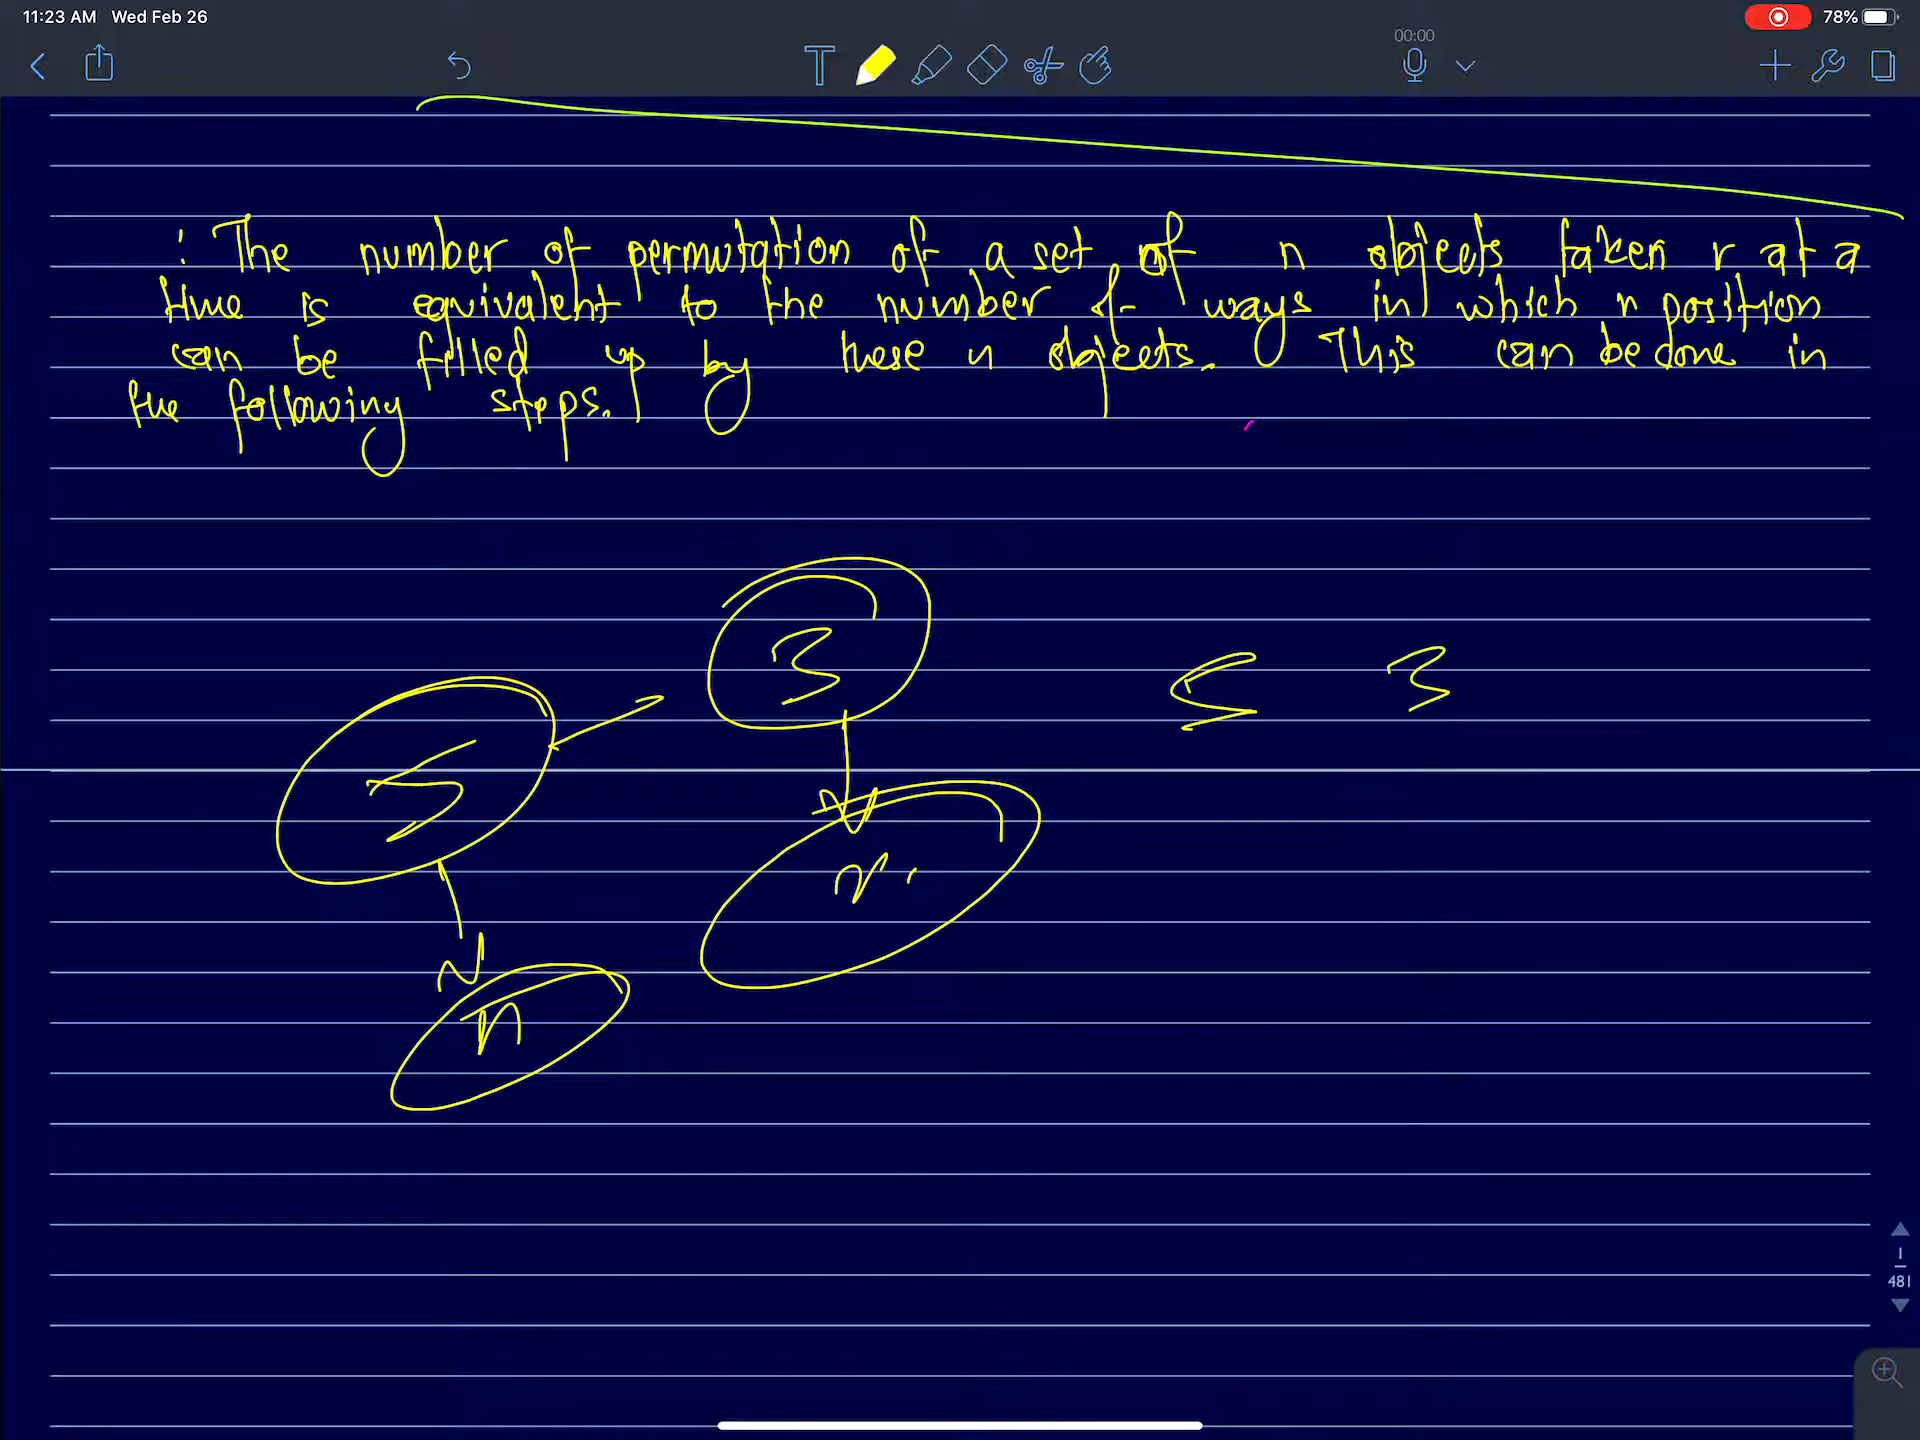 11:23 AM Wed Feb 26
78%
00:00
: The number of permutation of a set of n objects taken r at a
time is equivalent to the number of ways in which r position
can be filled up by these n objects. This can be done in
the following steps.
3
5 3
5
r.
n
1
481